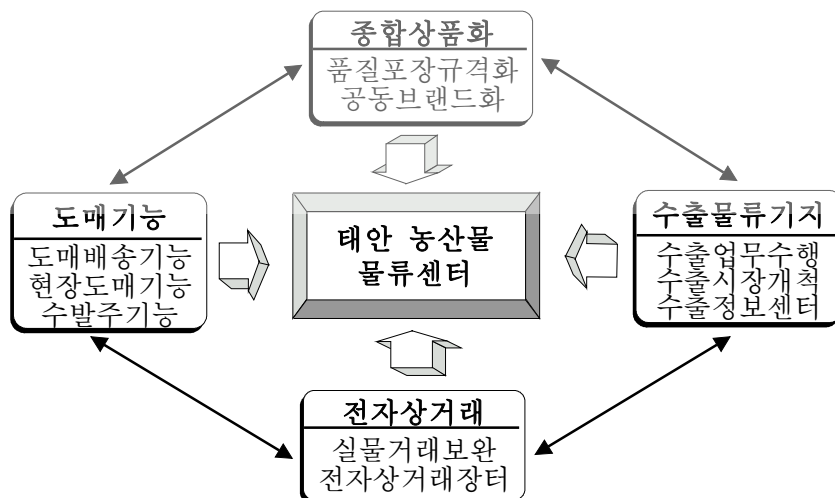 종합상품화
품질포장규격화
공동브랜드화
도매기능
도매배송기능
현장도매기능
수발주기능
태안 농산물
물류센터
수출물류기지
수출업무수행
수출시장개척
수출정보센터
전자상거래
실물거래보완
전자상거래장터